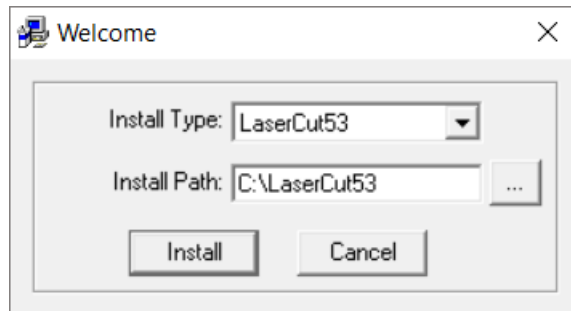 Welcome
Install Type: LaserCut53
Install Path: C:\LaserCut53 ...
Install Cancel